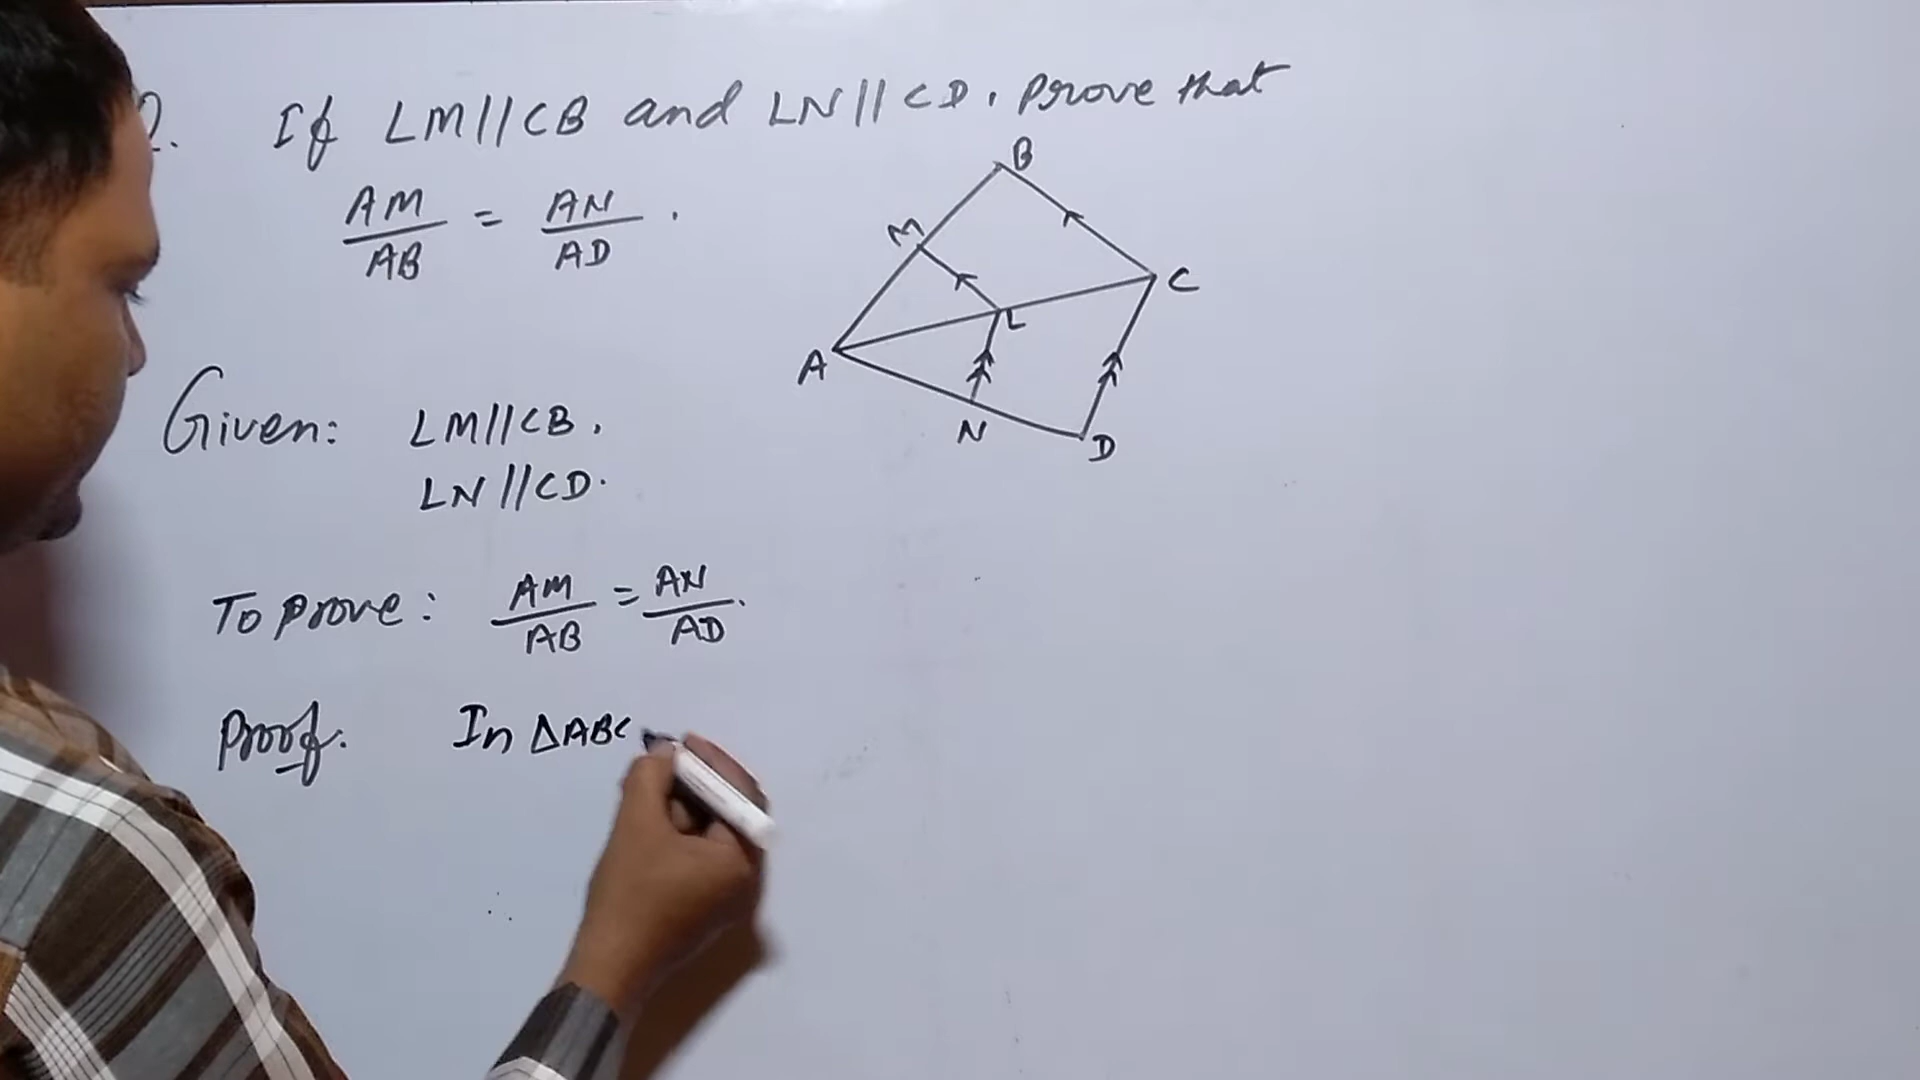 Q. If LM//CB and LN//CD. Prove that
AM/AB = AN/AD.
B
M
C
L
A
N
D
Given: LM//CB.
LN//CD.
To prove: AM/AB = AN/AD.
Proof: In ΔABC